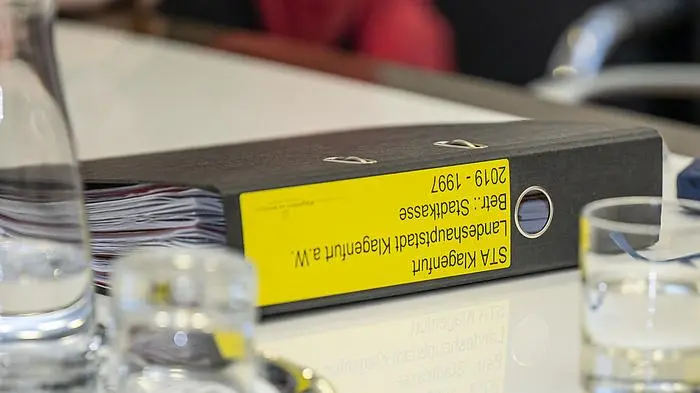 STA Klagenfurt
Landeshauptstadt Klagenfurt a.W.
Betr.: Stadtkasse
2019 - 1997